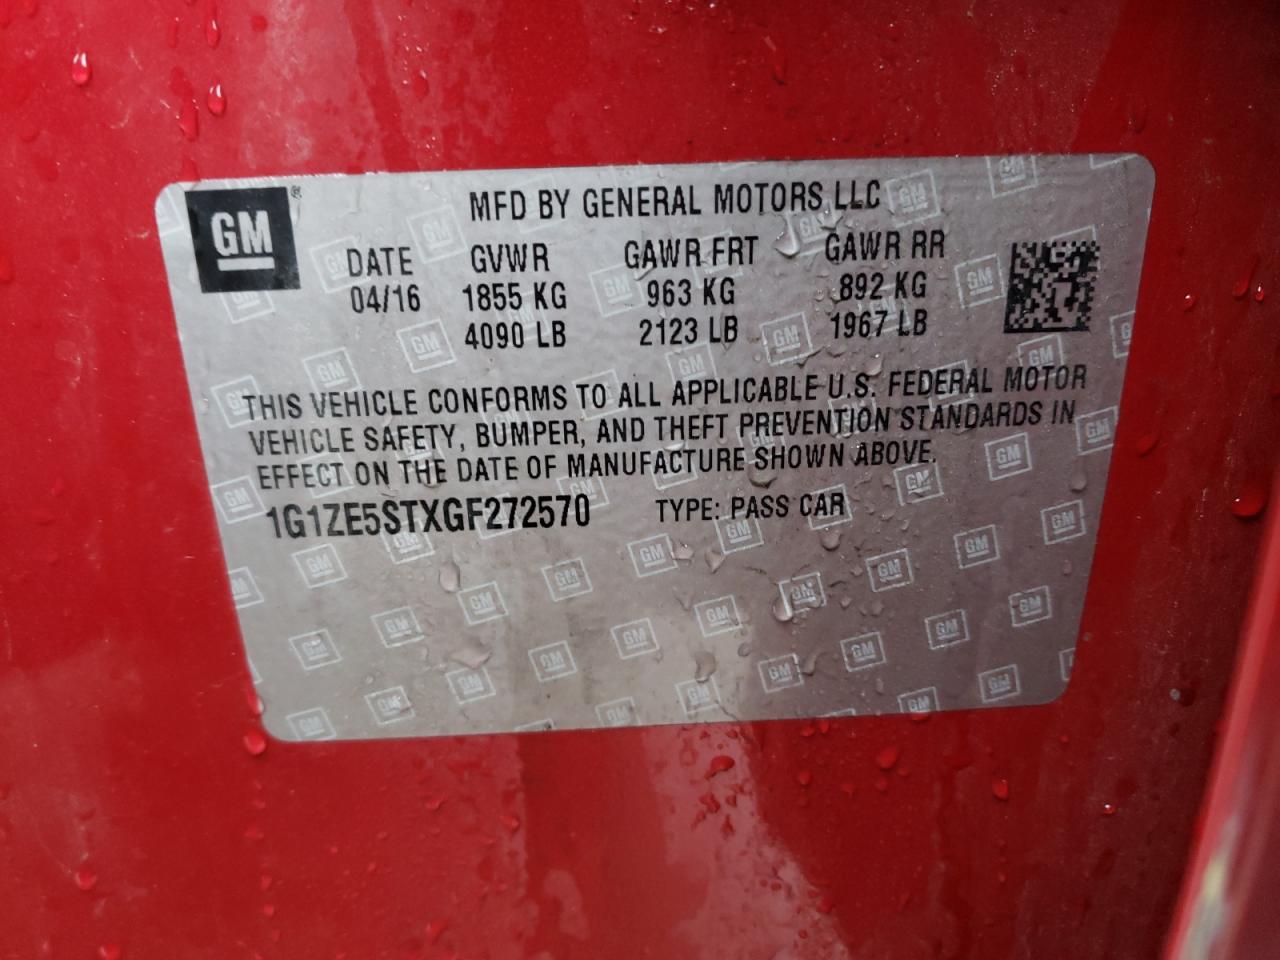 GM
MFD BY GENERAL MOTORS LLC
DATE GVWR GAWR FRT GAWR RR
04/16 1855 KG 963 KG 892 KG
4090 LB 2123 LB 1967 LB
THIS VEHICLE CONFORMS TO ALL APPLICABLE U.S. FEDERAL MOTOR
VEHICLE SAFETY, BUMPER, AND THEFT PREVENTION STANDARDS IN
EFFECT ON THE DATE OF MANUFACTURE SHOWN ABOVE.
1G1ZE5STXGF272570 TYPE: PASS CAR